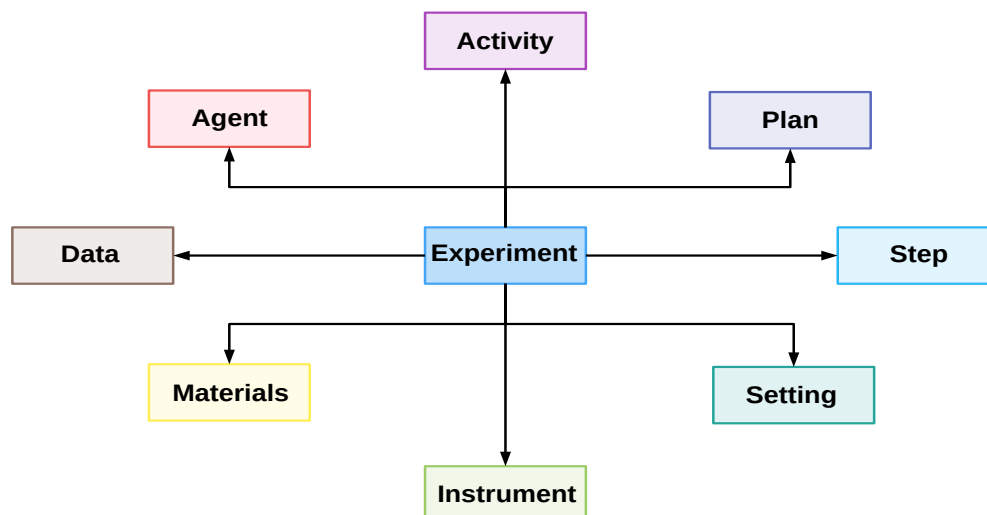 Activity
Agent
Plan
Data
Experiment
Step
Materials
Setting
Instrument